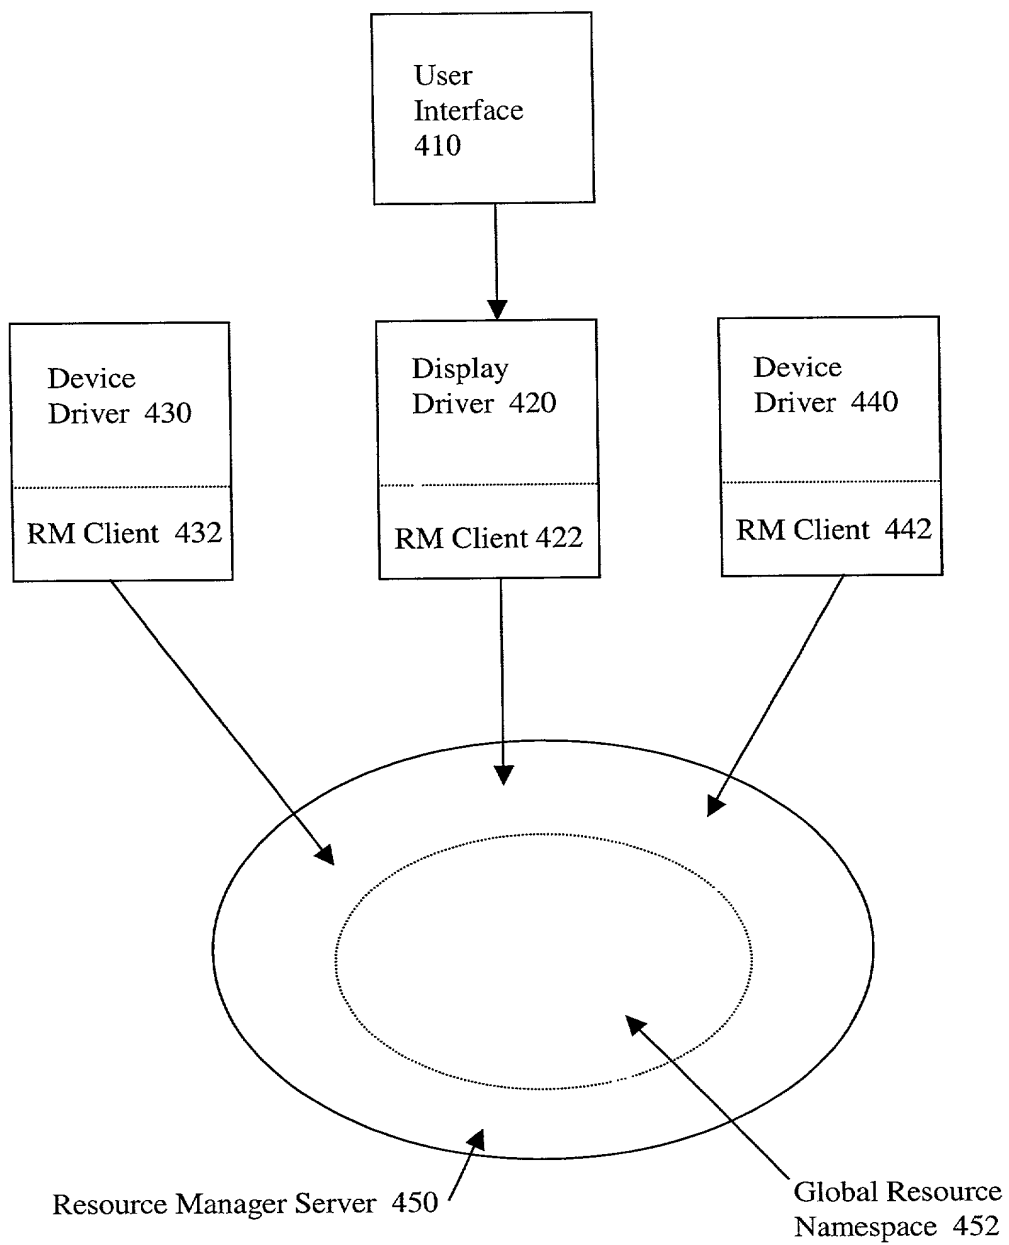 User
Interface
410
Device
Driver 430
Display
Driver 420
Device
Driver 440
RM Client 432
RM Client 422
RM Client 442
Resource Manager Server 450
Global Resource
Namespace 452